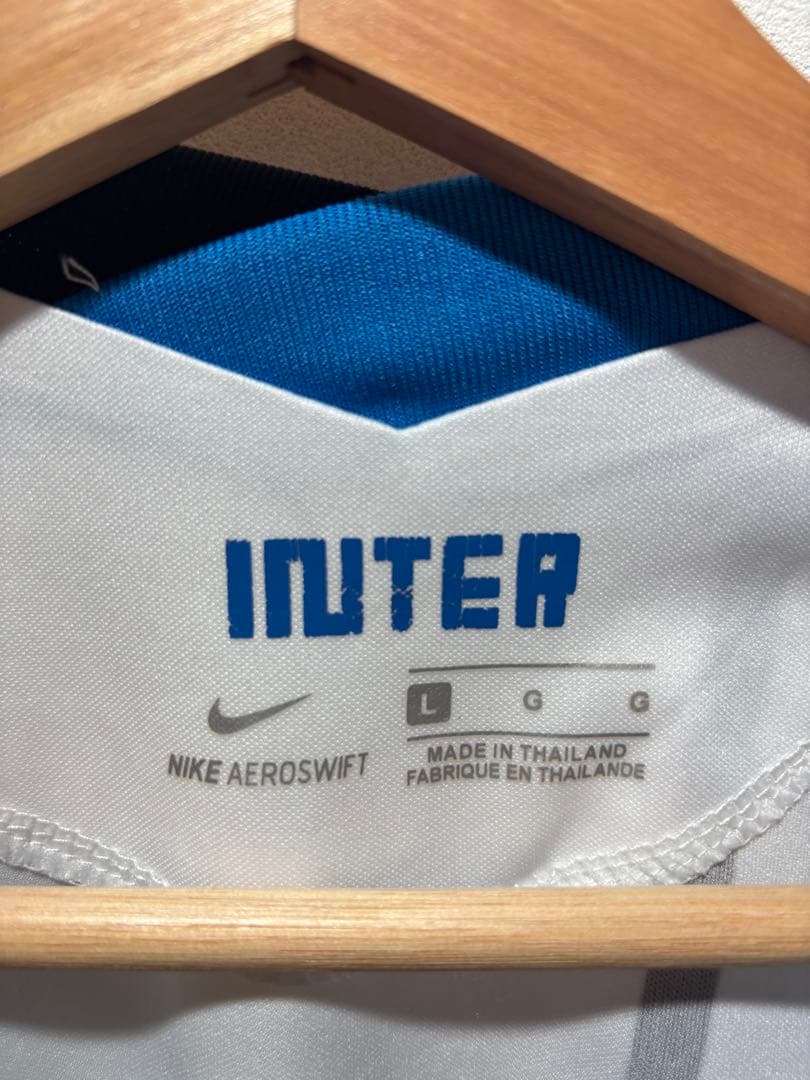 INTER
L G G
NIKE AEROSWIFT
MADE IN THAILAND
FABRIQUE EN THAILANDE